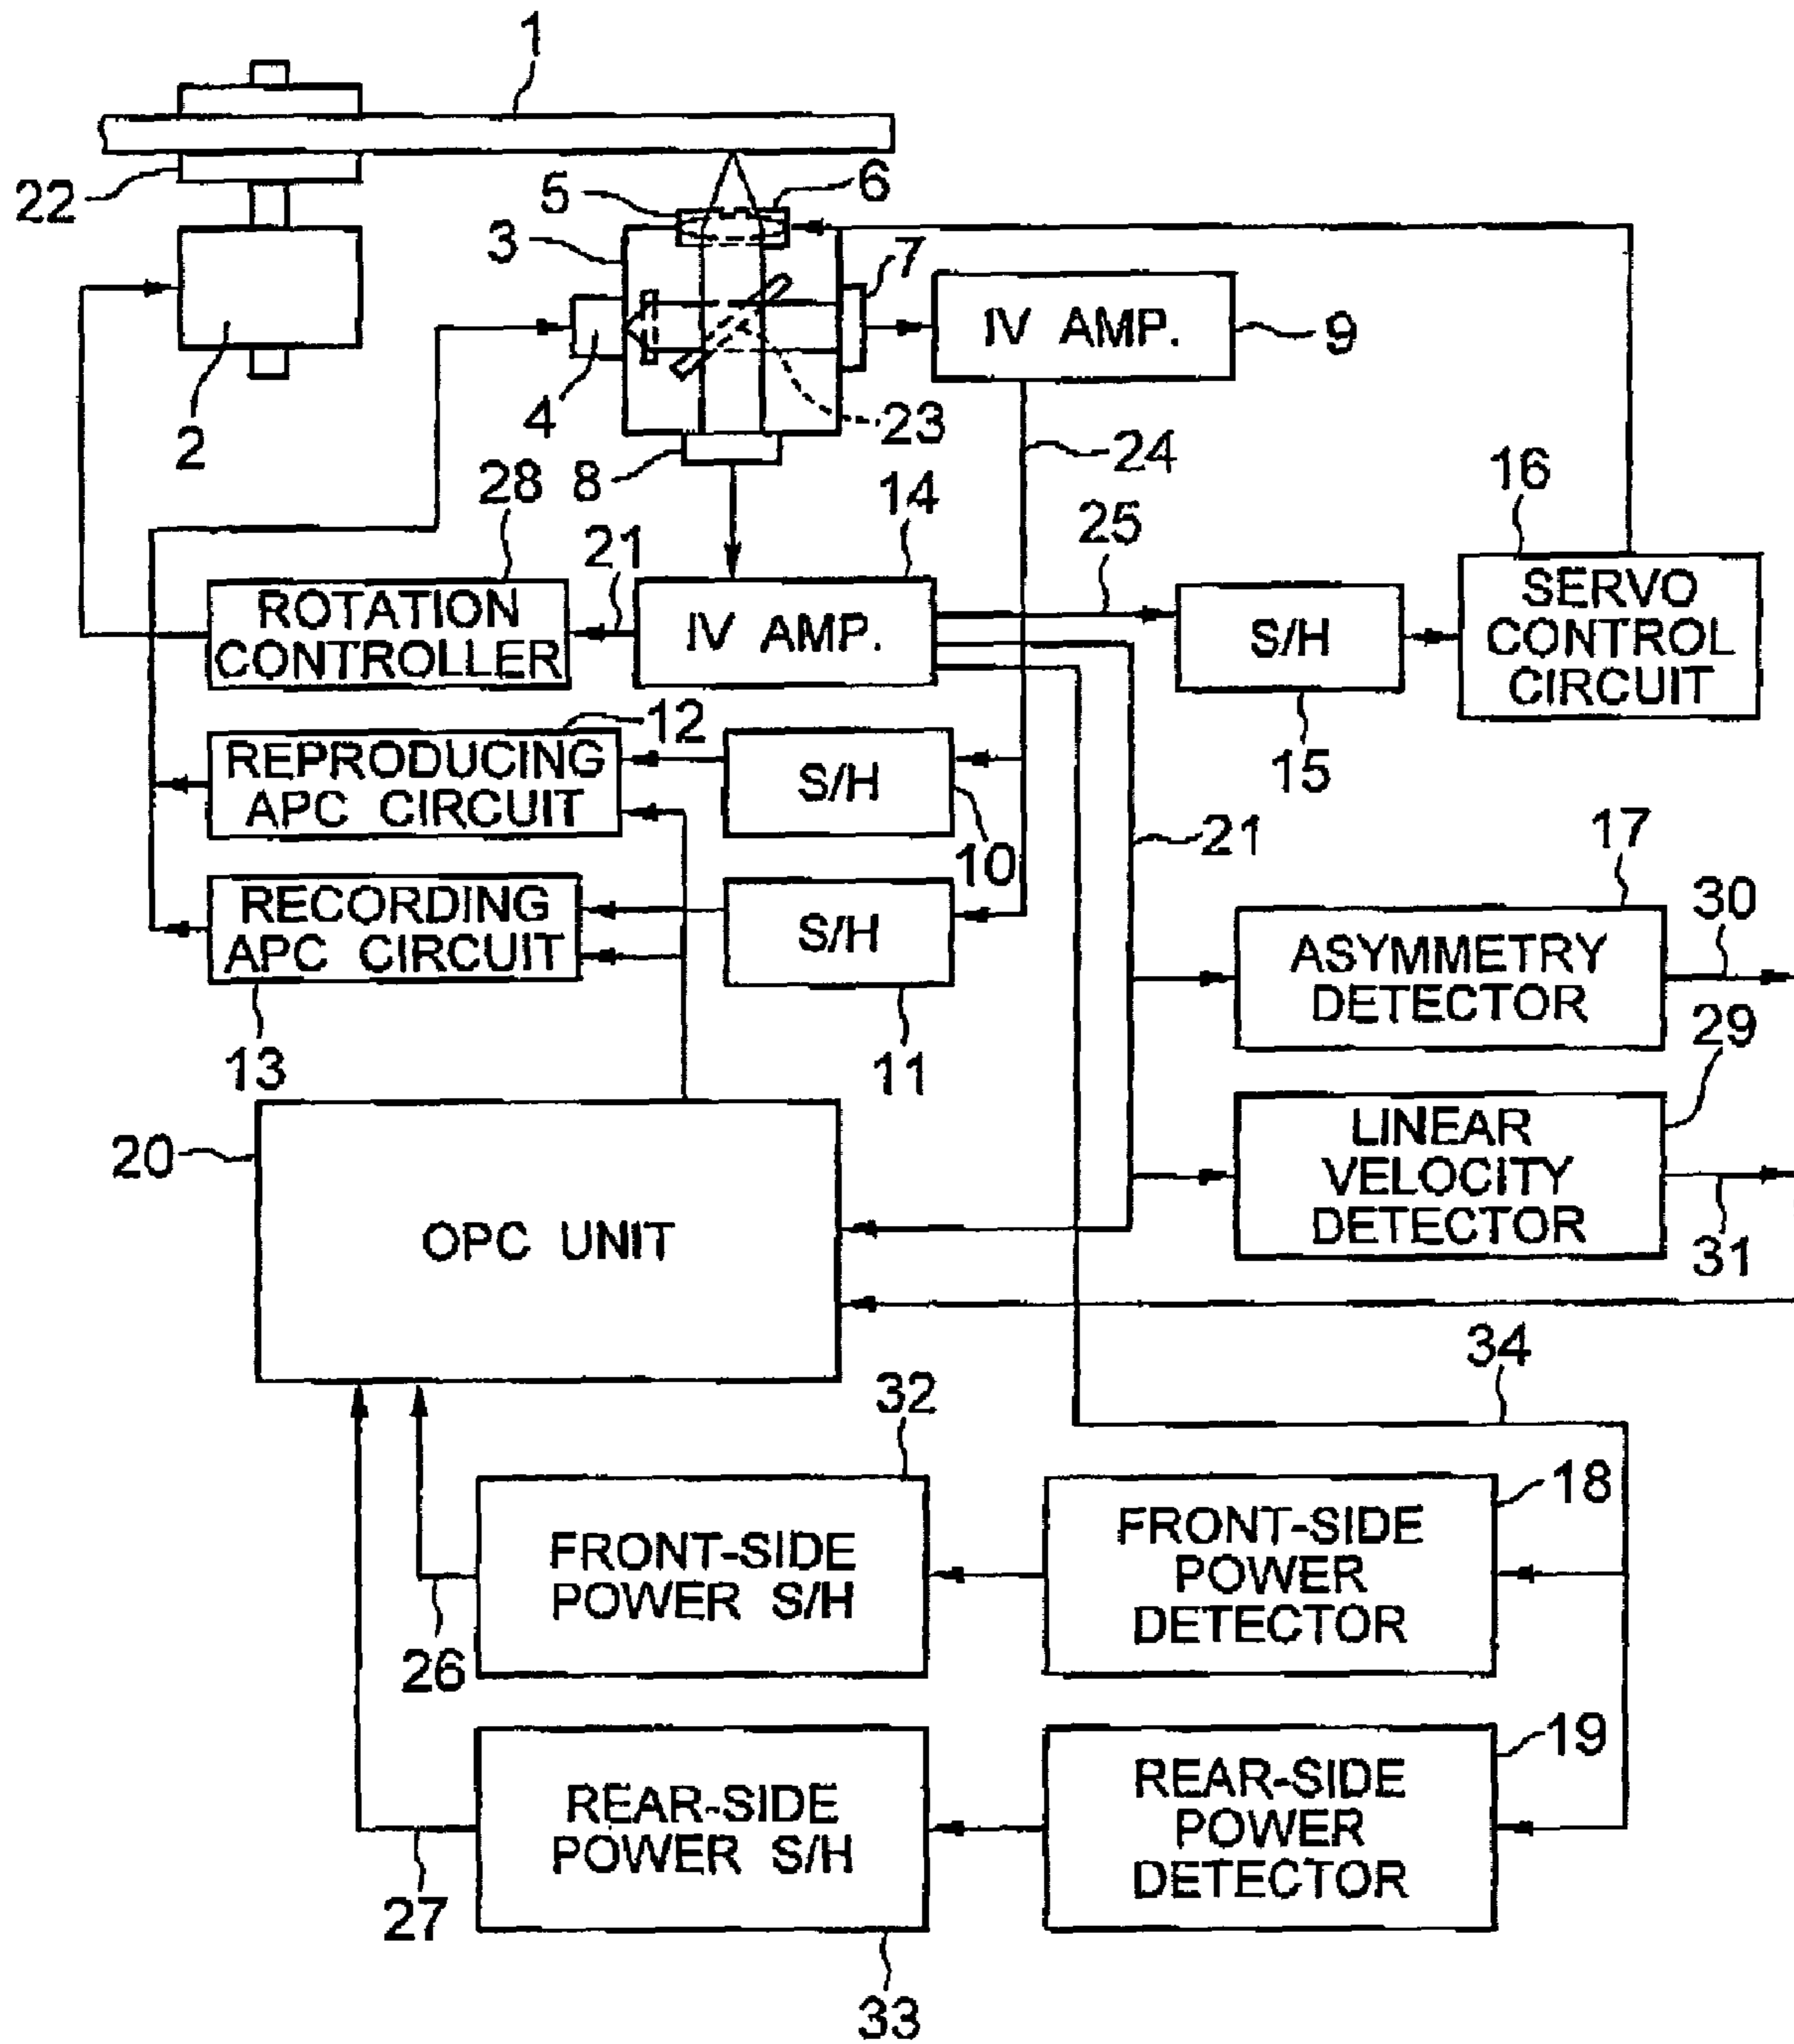 1
22
5
6
3
7
IV AMP.
9
2
4
23
24
8
28
21
14
25
16
ROTATION
CONTROLLER
IV AMP.
S/H
SERVO
CONTROL
CIRCUIT
12
15
REPRODUCING
APC CIRCUIT
S/H
10
21
17
30
RECORDING
APC CIRCUIT
S/H
ASYMMETRY
DETECTOR
13
11
29
20
OPC UNIT
LINEAR
VELOCITY
DETECTOR
31
34
32
18
FRONT-SIDE
POWER S/H
FRONT-SIDE
POWER
DETECTOR
26
19
REAR-SIDE
POWER S/H
REAR-SIDE
POWER
DETECTOR
27
33